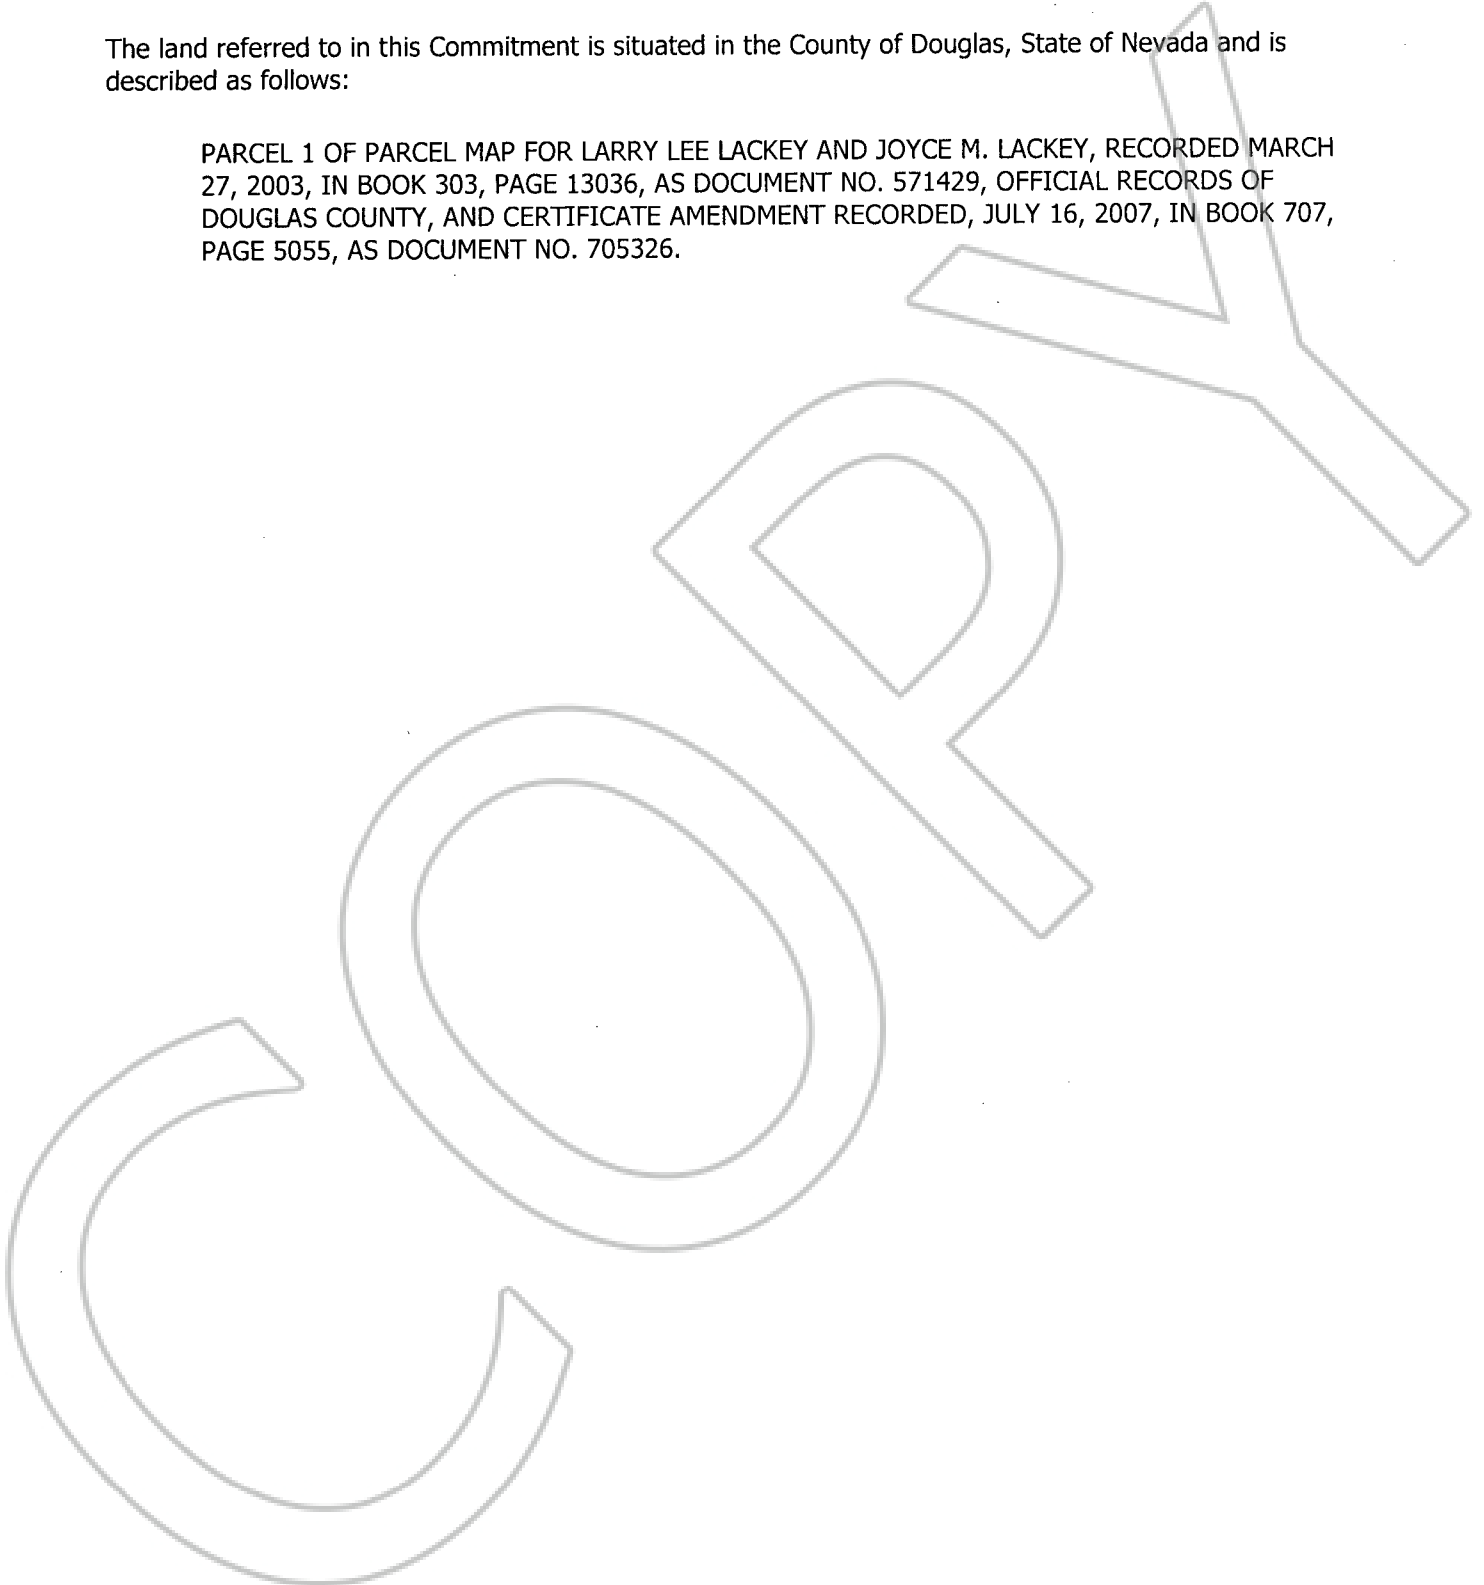 The land referred to in this Commitment is situated in the County of Douglas, State of Nevada and is
described as follows:
PARCEL 1 OF PARCEL MAP FOR LARRY LEE LACKEY AND JOYCE M. LACKEY, RECORDED MARCH
27, 2003, IN BOOK 303, PAGE 13036, AS DOCUMENT NO. 571429, OFFICIAL RECORDS OF
DOUGLAS COUNTY, AND CERTIFICATE AMENDMENT RECORDED, JULY 16, 2007, IN BOOK 707,
PAGE 5055, AS DOCUMENT NO. 705326.
COPY